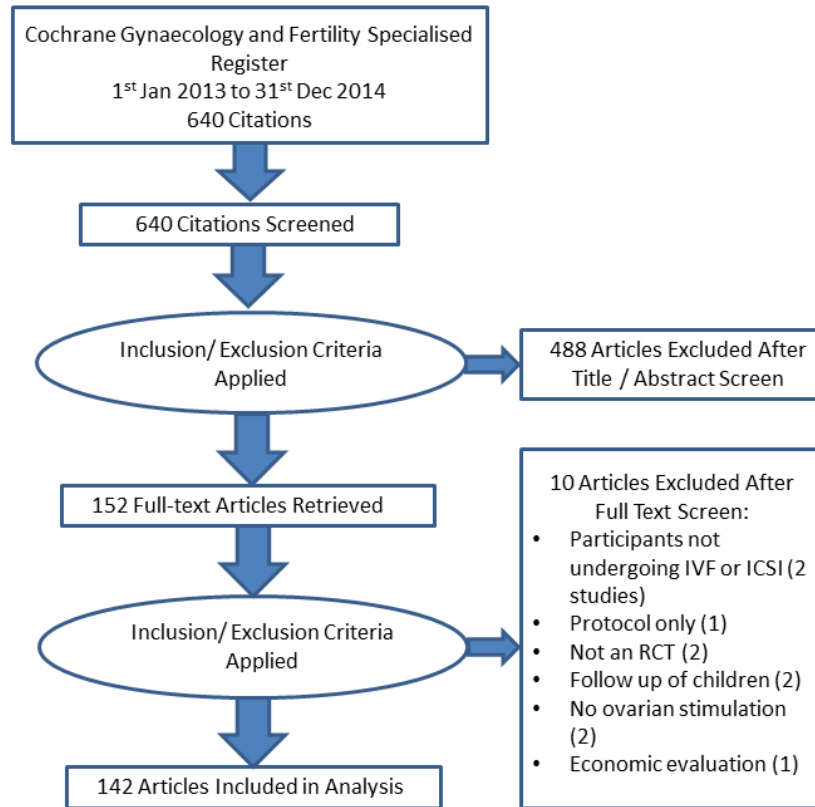 Cochrane Gynaecology and Fertility Specialised
Register
1st Jan 2013 to 31st Dec 2014
640 Citations
640 Citations Screened
Inclusion/ Exclusion Criteria
Applied
488 Articles Excluded After
Title / Abstract Screen
152 Full-text Articles Retrieved
10 Articles Excluded After
Full Text Screen:
• Participants not
undergoing IVF or ICSI (2
studies)
• Protocol only (1)
• Not an RCT (2)
• Follow up of children (2)
• No ovarian stimulation
(2)
• Economic evaluation (1)
Inclusion/ Exclusion Criteria
Applied
142 Articles Included in Analysis